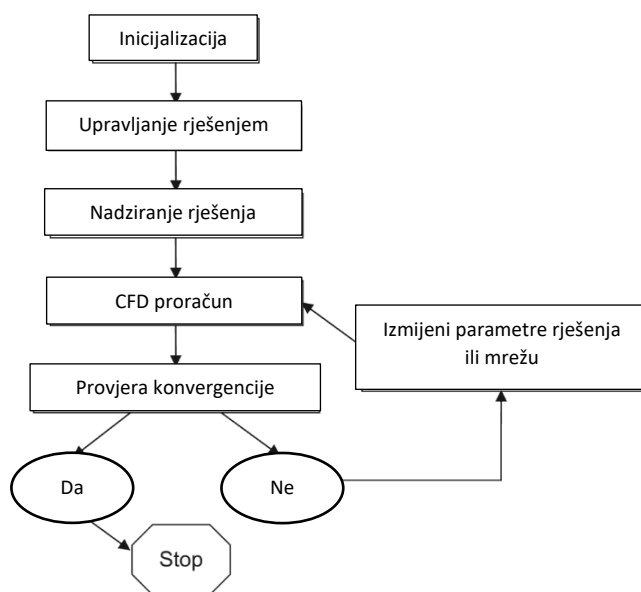 Inicijalizacija
Upravljanje rješenjem
Nadziranje rješenja
CFD proračun
Izmijeni parametre rješenja
ili mrežu
Provjera konvergencije
Da
Ne
Stop